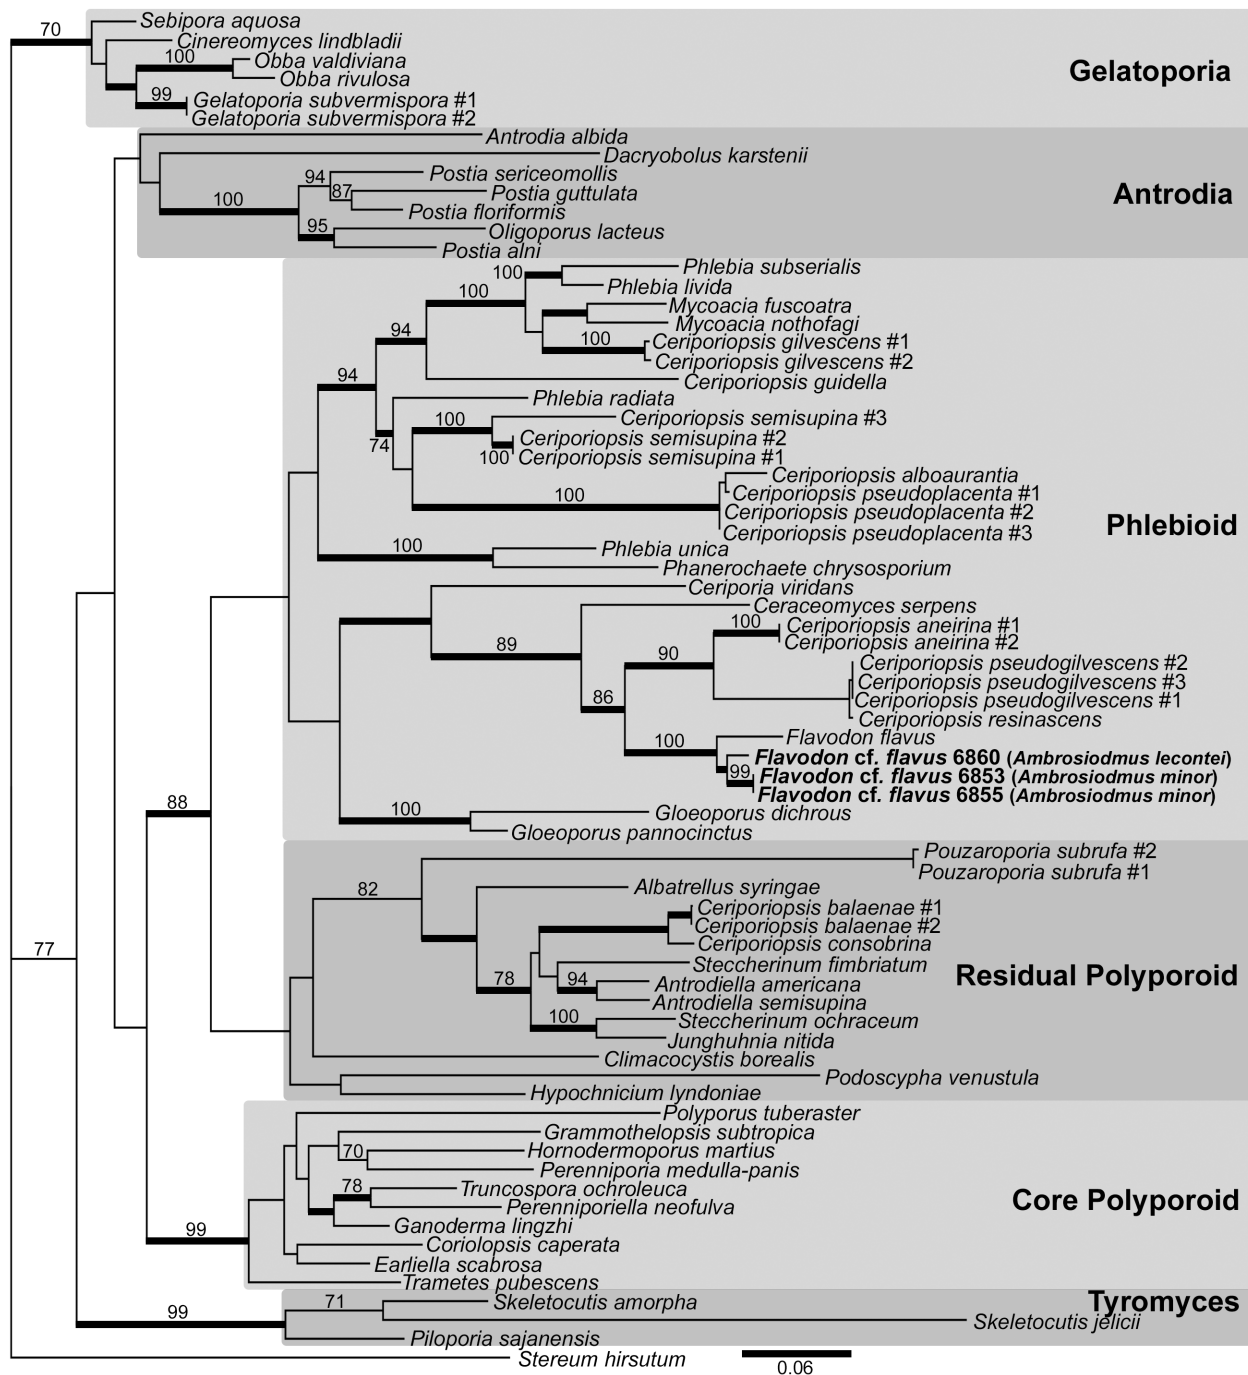 Sebipora aquosa
70
Cinereomyces lindbladii
100
Obba valdiviana
Gelatoporia
Obba rivulosa
99
Gelatoporia subvermispora #1
Gelatoporia subvermispora #2
Antrodia albida
Dacryobolus karstenii
94
Postia sericeomollis
87
Postia guttulata
Antrodia
100
Postia floriformis
95
Oligoporus lacteus
Postia alni
100
Phlebia subserialis
100
Phlebia livida
Mycoacia fuscoatra
94
Mycoacia nothofagi
100
Ceriporiopsis gilvescens #1
Ceriporiopsis gilvescens #2
94
Ceriporiopsis guidella
Phlebia radiata
100
Ceriporiopsis semisupina #3
74
Ceriporiopsis semisupina #2
100
Ceriporiopsis semisupina #1
Ceriporiopsis alboaurantia
100
Ceriporiopsis pseudoplacenta #1
Ceriporiopsis pseudoplacenta #2
Phlebioid
Ceriporiopsis pseudoplacenta #3
100
Phlebia unica
Phanerochaete chrysosporium
Ceriporia viridans
Ceraceomyces serpens
100
Ceriporiopsis aneirina #1
89
Ceriporiopsis aneirina #2
90
Ceriporiopsis pseudogilvescens #2
Ceriporiopsis pseudogilvescens #3
86
Ceriporiopsis pseudogilvescens #1
Ceriporiopsis resinascens
100
Flavodon flavus
Flavodon cf. flavus 6860 (Ambrosiodmus lecontei)
99
Flavodon cf. flavus 6853 (Ambrosiodmus minor)
Flavodon cf. flavus 6855 (Ambrosiodmus minor)
88
100
Gloeoporus dichrous
Gloeoporus pannocinctus
Pouzaroporia subrufa #2
Pouzaroporia subrufa #1
82
Albatrellus syringae
Ceriporiopsis balaenae #1
Ceriporiopsis balaenae #2
77
Ceriporiopsis consobrina
Steccherinum fimbriatum
Residual Polyporoid
78
94
Antrodiella americana
Antrodiella semisupina
100
Steccherinum ochraceum
Junghuhnia nitida
Climacocystis borealis
Podoscypha venustula
Hypochnicium lyndoniae
Polyporus tuberaster
Grammothelopsis subtropica
70
Hornodermoporus martius
Perenniporia medulla-panis
78
Truncospora ochroleuca
Core Polyporoid
Perenniporiella neofulva
99
Ganoderma lingzhi
Coriolopsis caperata
Earliella scabrosa
Trametes pubescens
Tyromyces
99
71
Skeletocutis amorpha
Skeletocutis jelicii
Piloporia sajanensis
Stereum hirsutum
0.06